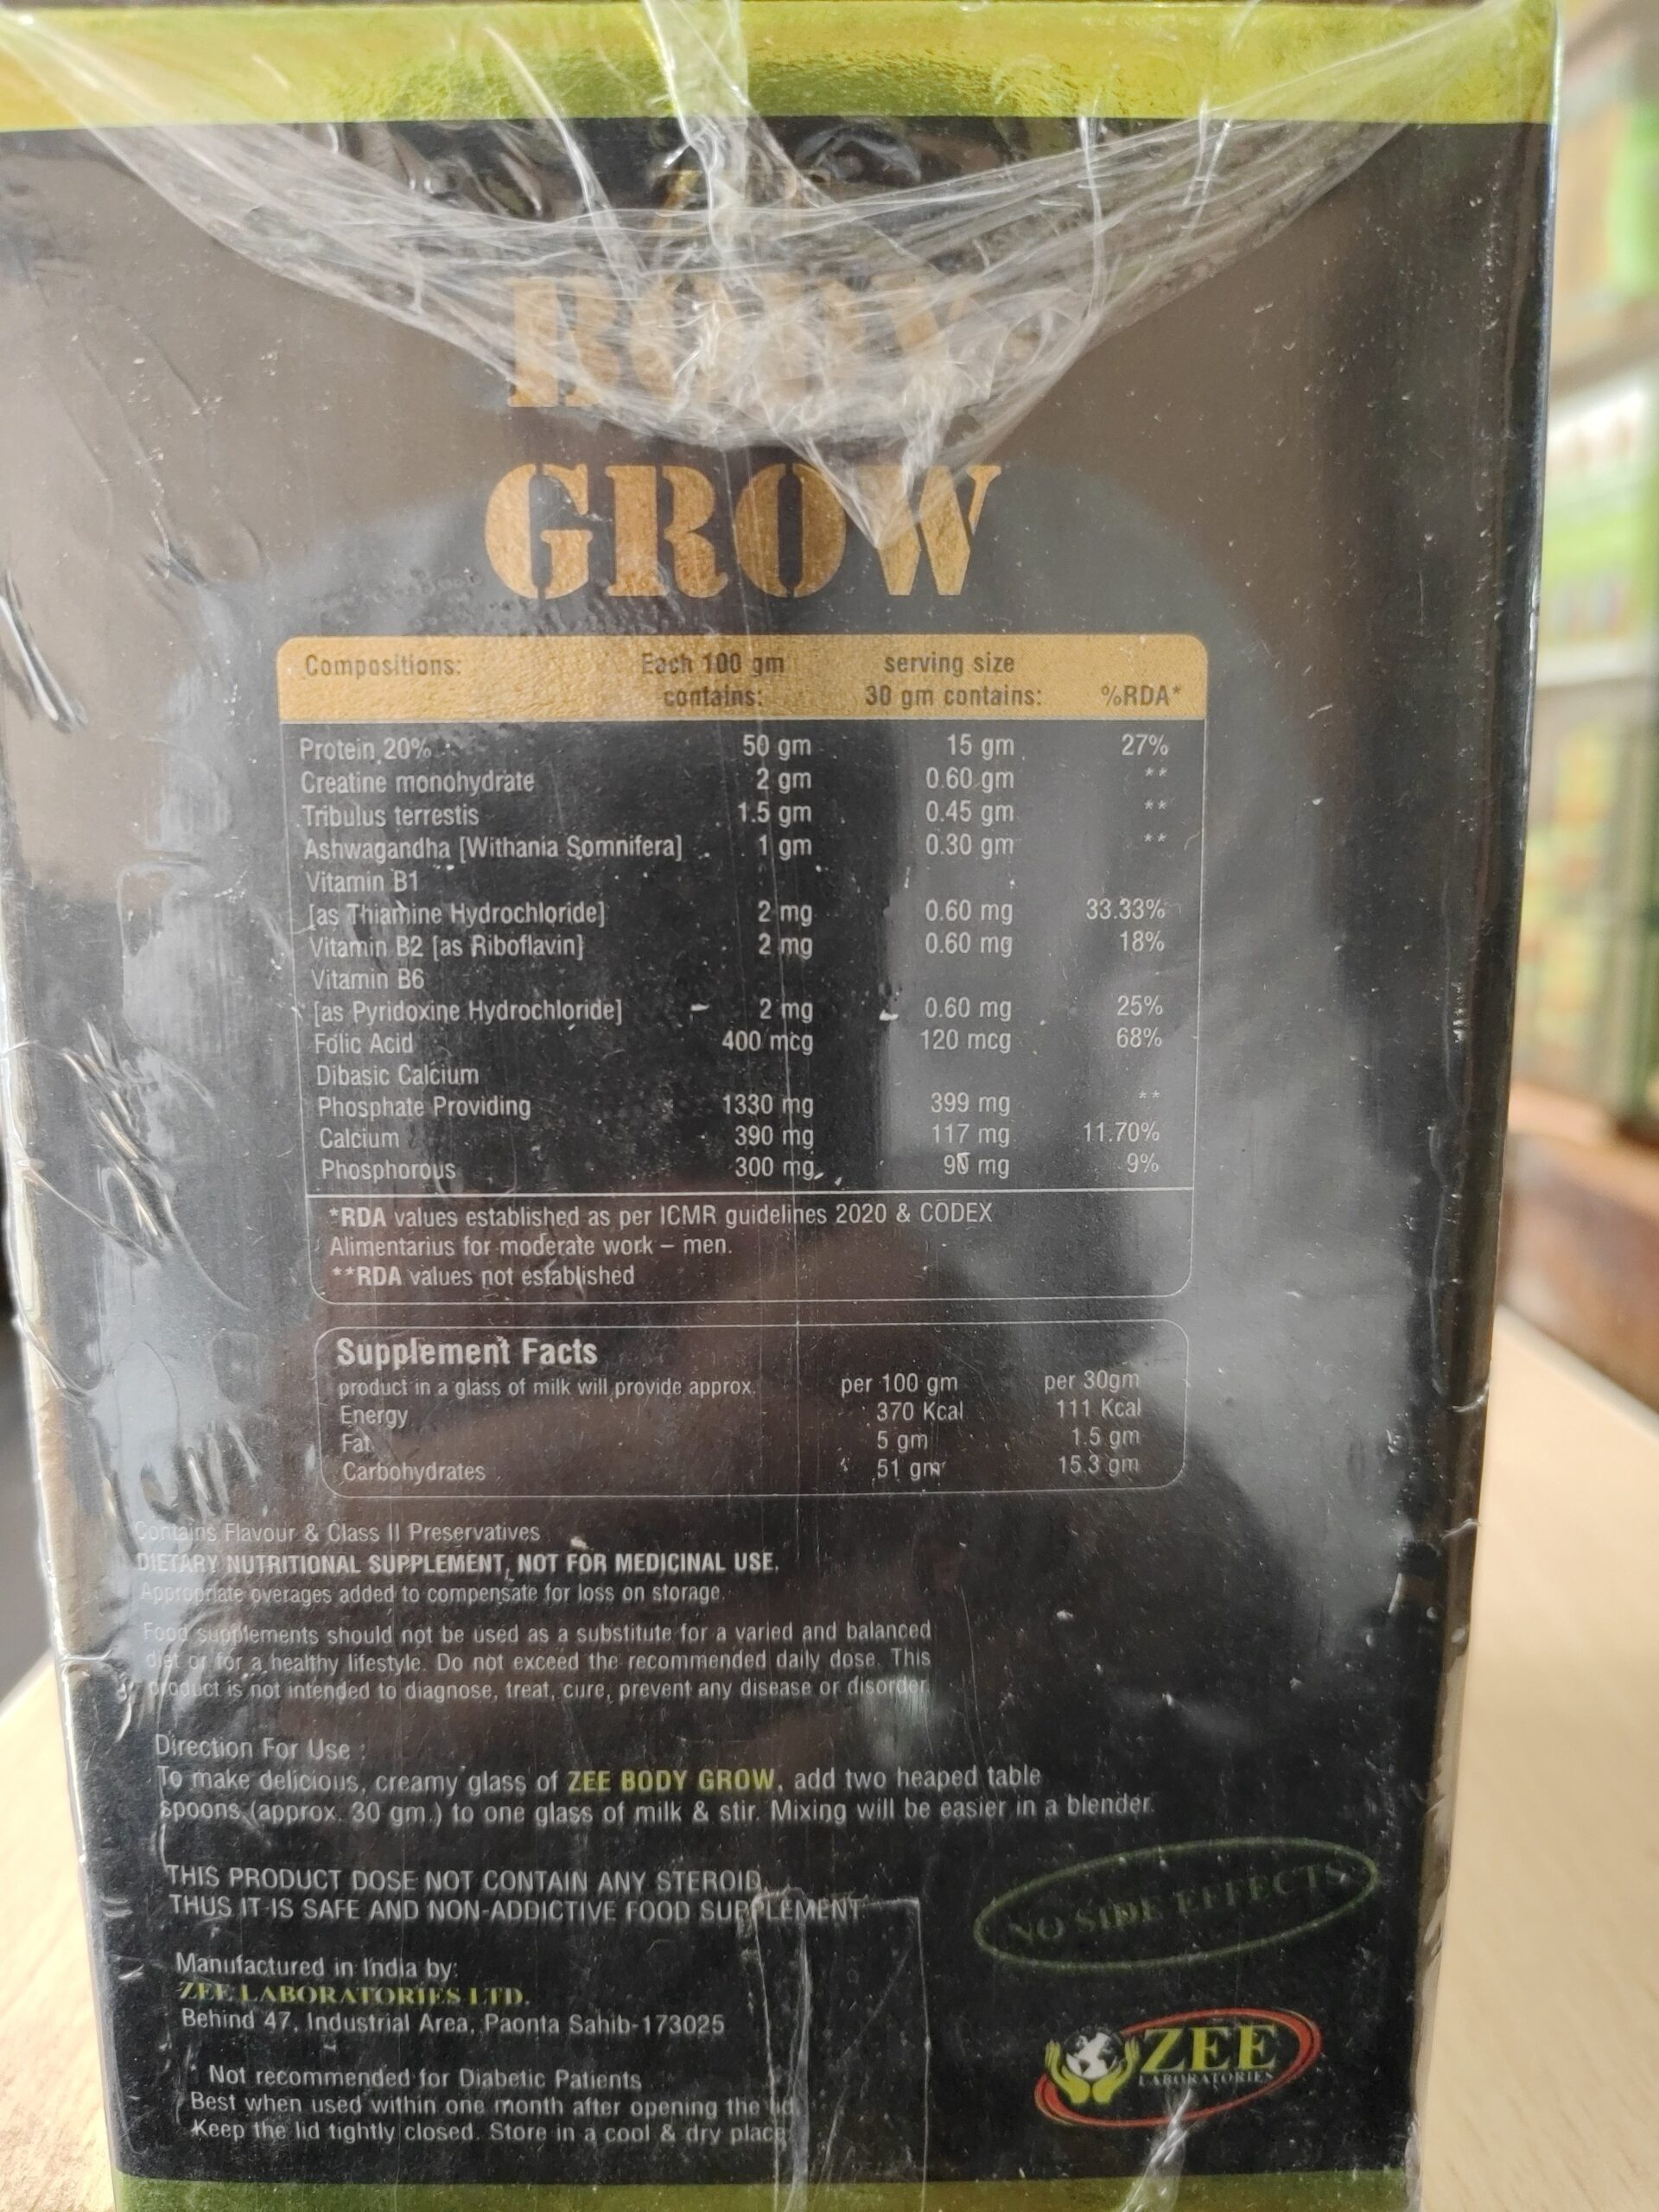 BODY
GROW
Compositions: Each 100 gm contains: serving size 30 gm contains: %RDA*
Protein 20% 50 gm 15 gm 27%
Creatine monohydrate 2 gm 0.60 gm **
Tribulus terrestis 1.5 gm 0.45 gm **
Ashwagandha [Withania Somnifera] 1 gm 0.30 gm **
Vitamin B1
[as Thiamine Hydrochloride] 2 mg 0.60 mg 33.33%
Vitamin B2 [as Riboflavin] 2 mg 0.60 mg 18%
Vitamin B6
[as Pyridoxine Hydrochloride] 2 mg 0.60 mg 25%
Folic Acid 400 mcg 120 mcg 68%
Dibasic Calcium
Phosphate Providing 1330 mg 399 mg **
Calcium 390 mg 117 mg 11.70%
Phosphorous 300 mg 90 mg 9%
*RDA values established as per ICMR guidelines 2020 & CODEX
Alimentarius for moderate work – men.
**RDA values not established
Supplement Facts
product in a glass of milk will provide approx. per 100 gm per 30gm
Energy 370 Kcal 111 Kcal
Fat 5 gm 1.5 gm
Carbohydrates 51 gm 15.3 gm
Contains Flavour & Class II Preservatives
DIETARY NUTRITIONAL SUPPLEMENT, NOT FOR MEDICINAL USE.
Appropriate overages added to compensate for loss on storage.
Food supplements should not be used as a substitute for a varied and balanced
diet or for a healthy lifestyle. Do not exceed the recommended daily dose. This
product is not intended to diagnose, treat, cure, prevent any disease or disorder.
Direction For Use :
To make delicious, creamy glass of ZEE BODY GROW, add two heaped table
spoons (approx. 30 gm.) to one glass of milk & stir. Mixing will be easier in a blender.
THIS PRODUCT DOSE NOT CONTAIN ANY STEROID,
THUS IT IS SAFE AND NON-ADDICTIVE FOOD SUPPLEMENT.
NO SIDE EFFECTS
Manufactured in India by:
ZEE LABORATORIES LTD.
Behind 47, Industrial Area, Paonta Sahib-173025
ZEE
LABORATORIES
Not recommended for Diabetic Patients
Best when used within one month after opening the lid
Keep the lid tightly closed. Store in a cool & dry place